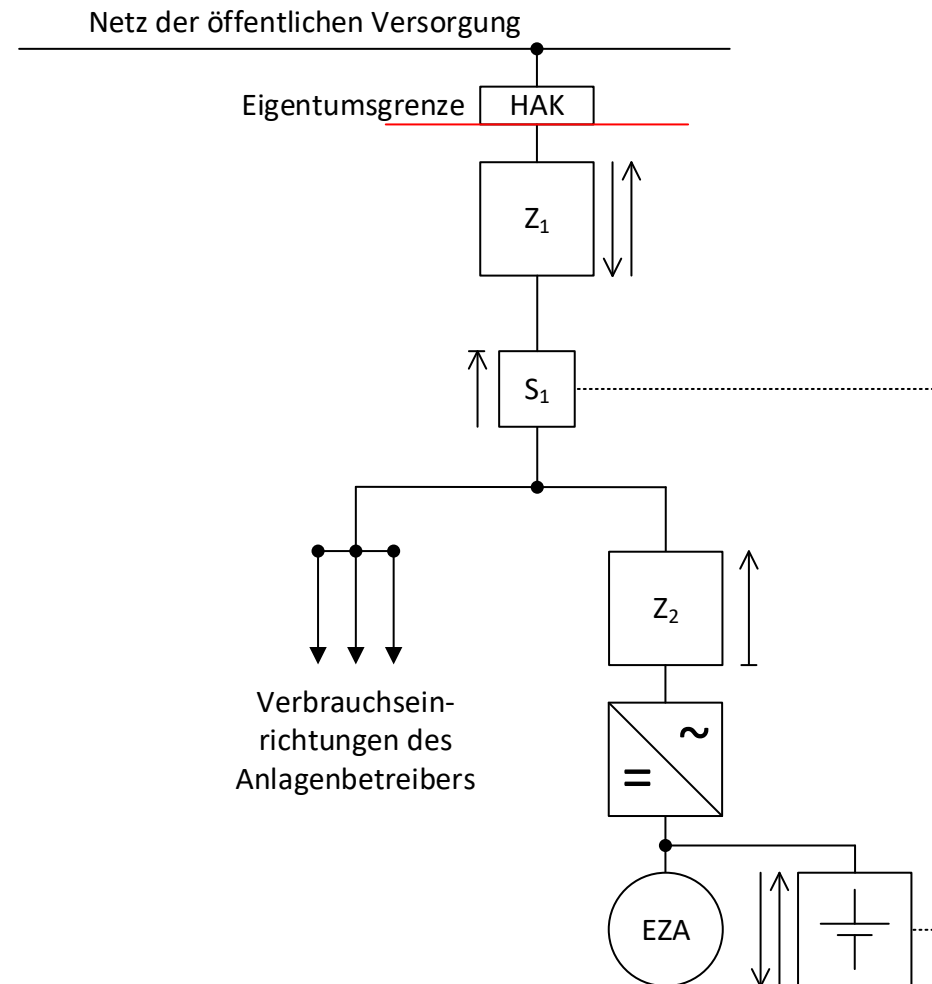 Netz der öffentlichen Versorgung
Eigentumsgrenze HAK
Z₁
S₁
Z₂
Verbrauchsein-
richtungen des
Anlagenbetreibers
~
=
EZA